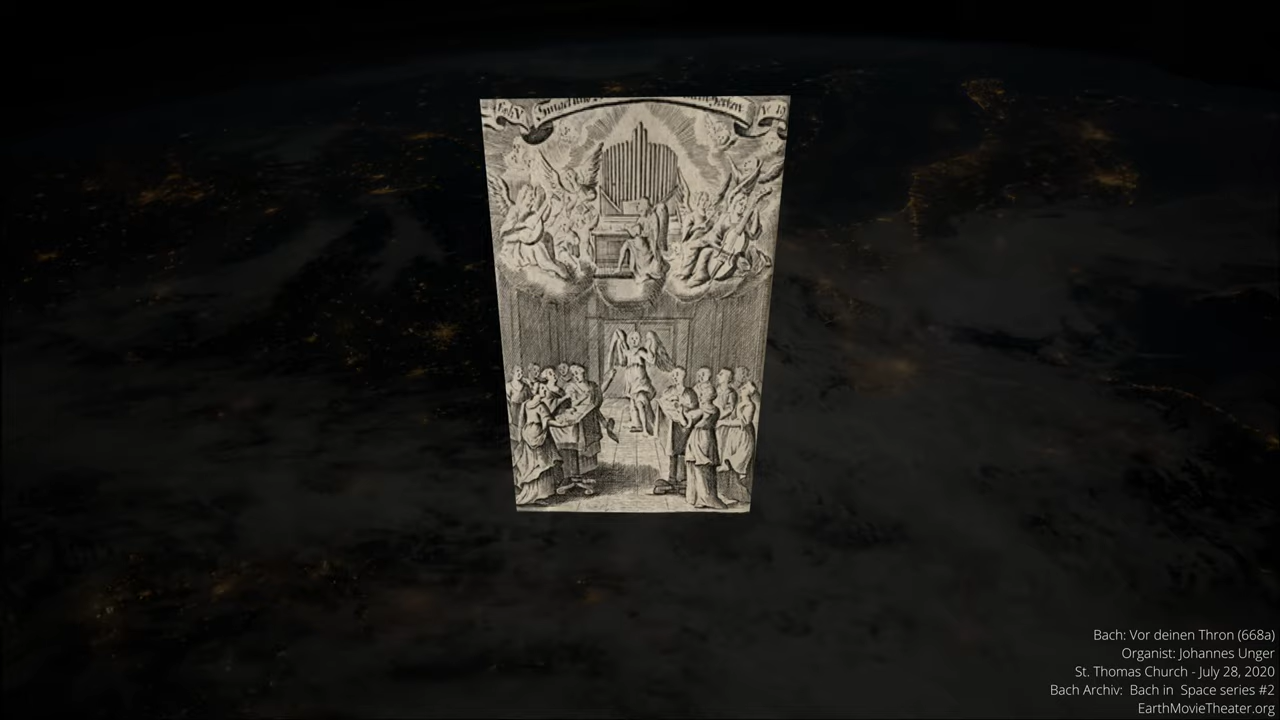 Bach: Vor deinen Thron (668a)
Organist: Johannes Unger
St. Thomas Church - July 28, 2020
Bach Archiv: Bach in Space series #2
EarthMovieTheater.org